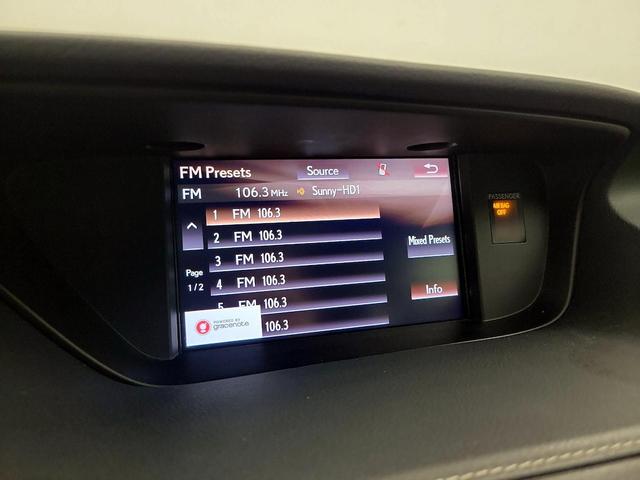 FM Presets Source
FM 106.3 MHz Sunny-HD1
1 FM 106.3
2 FM 106.3
Mixed Presets
3 FM 106.3
Page
1/2
4 FM 106.3
Info
5 FM 106.3
106.3
POWERED BY
gracenote
PASSENGER
AIRBAG
OFF